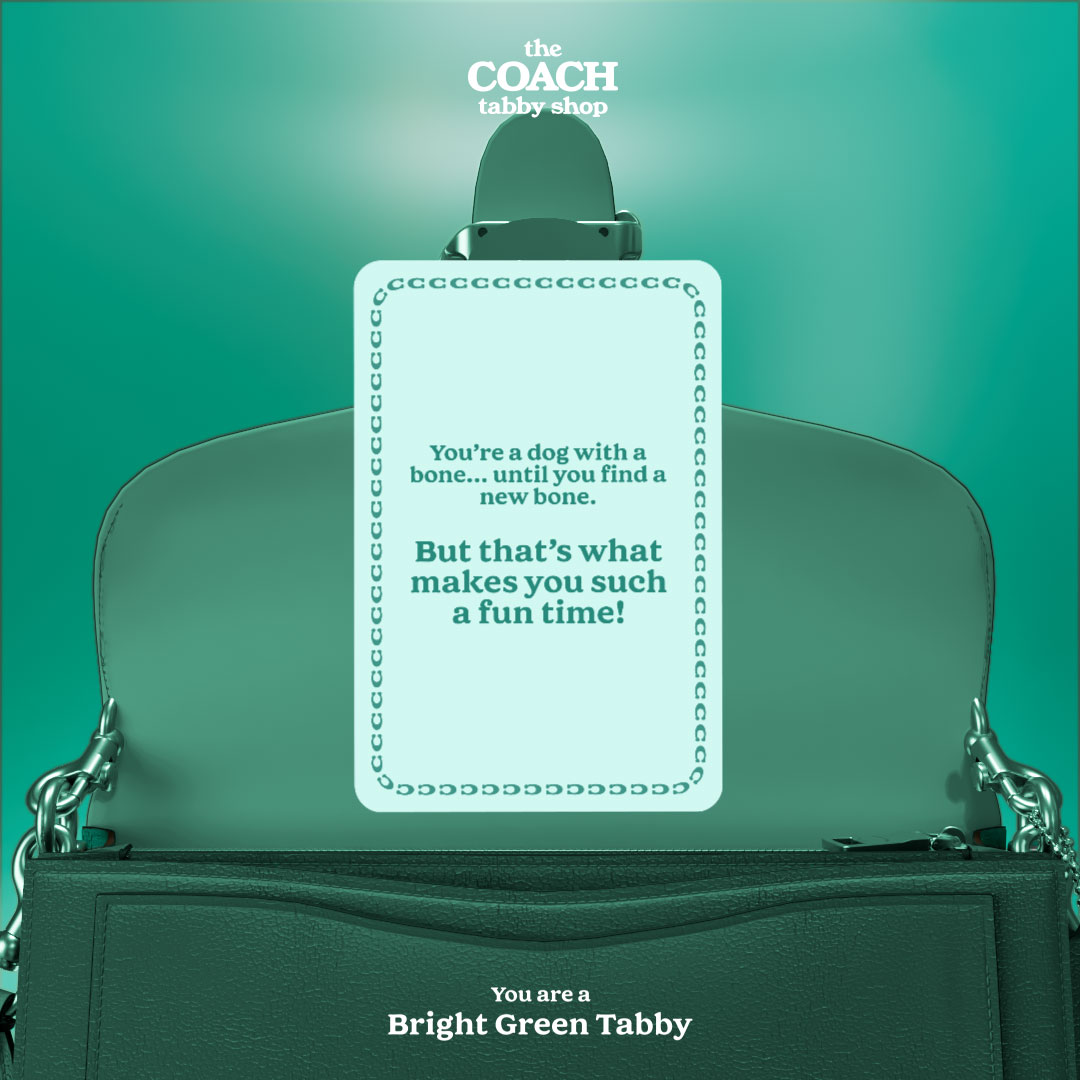 the
COACH
tabby shop
You’re a dog with a
bone... until you find a
new bone.
But that’s what
makes you such
a fun time!
You are a
Bright Green Tabby